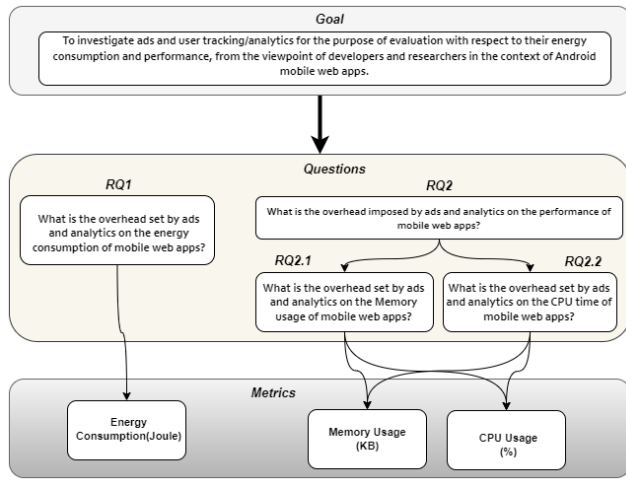 Goal
To investigate ads and user tracking/analytics for the purpose of evaluation with respect to their energy
consumption and performance, from the viewpoint of developers and researchers in the context of Android
mobile web apps.
Questions
RQ1
What is the overhead set by ads
and analytics on the energy
consumption of mobile web apps?
RQ2
What is the overhead imposed by ads and analytics on the performance of
mobile web apps?
RQ2.1
What is the overhead set by ads
and analytics on the Memory
usage of mobile web apps?
RQ2.2
What is the overhead set by ads
and analytics on the CPU time of
mobile web apps?
Metrics
Energy
Consumption(Joule)
Memory Usage
(KB)
CPU Usage
(%)